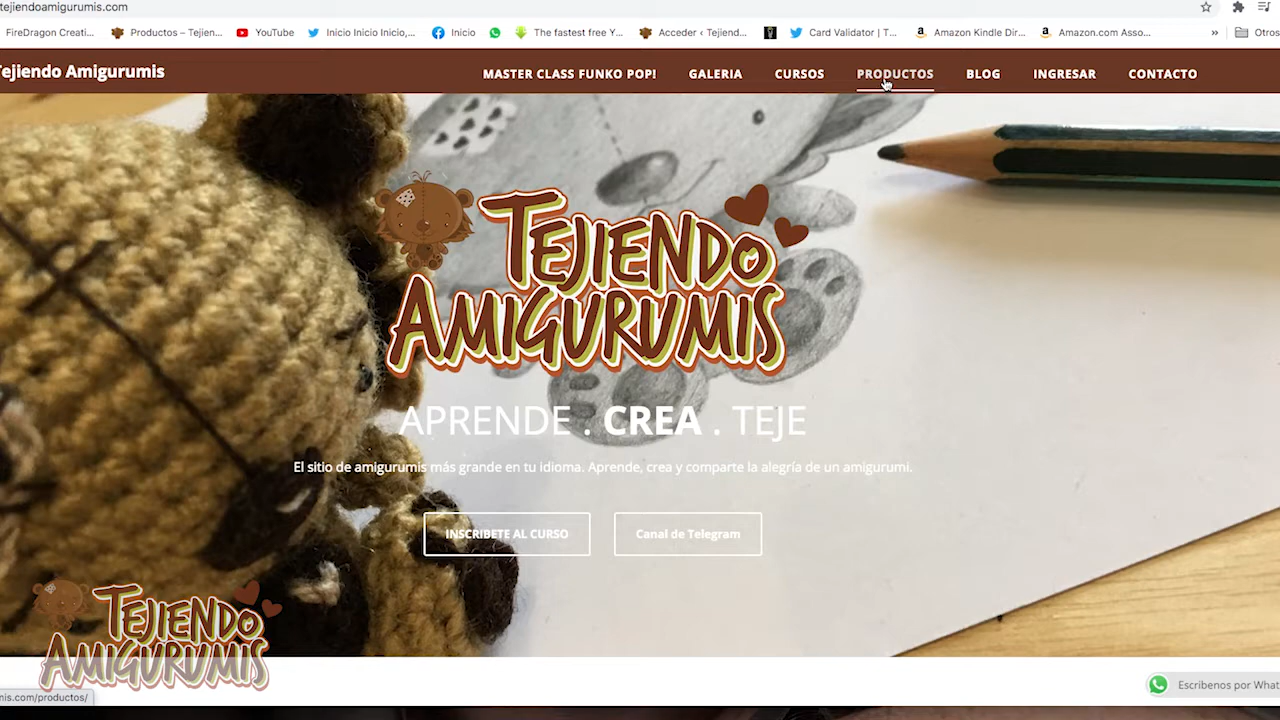 tejiendoamigurumis.com
FireDragon Creati... Productos – Tejien... YouTube Inicio Inicio Inicio,... Inicio The fastest free Y... Acceder ‹ Tejiend... Card Validator | T... Amazon Kindle Dir... Amazon.com Asso... » Otros
Tejiendo Amigurumis MASTER CLASS FUNKO POP! GALERIA CURSOS PRODUCTOS BLOG INGRESAR CONTACTO
TEJIENDO
AMIGURUMIS
APRENDE . CREA . TEJE
El sitio de amigurumis más grande en tu idioma. Aprende, crea y comparte la alegría de un amigurumi.
INSCRIBETE AL CURSO Canal de Telegram
TEJIENDO
AMIGURUMIS
mis.com/productos/
Escribenos por What